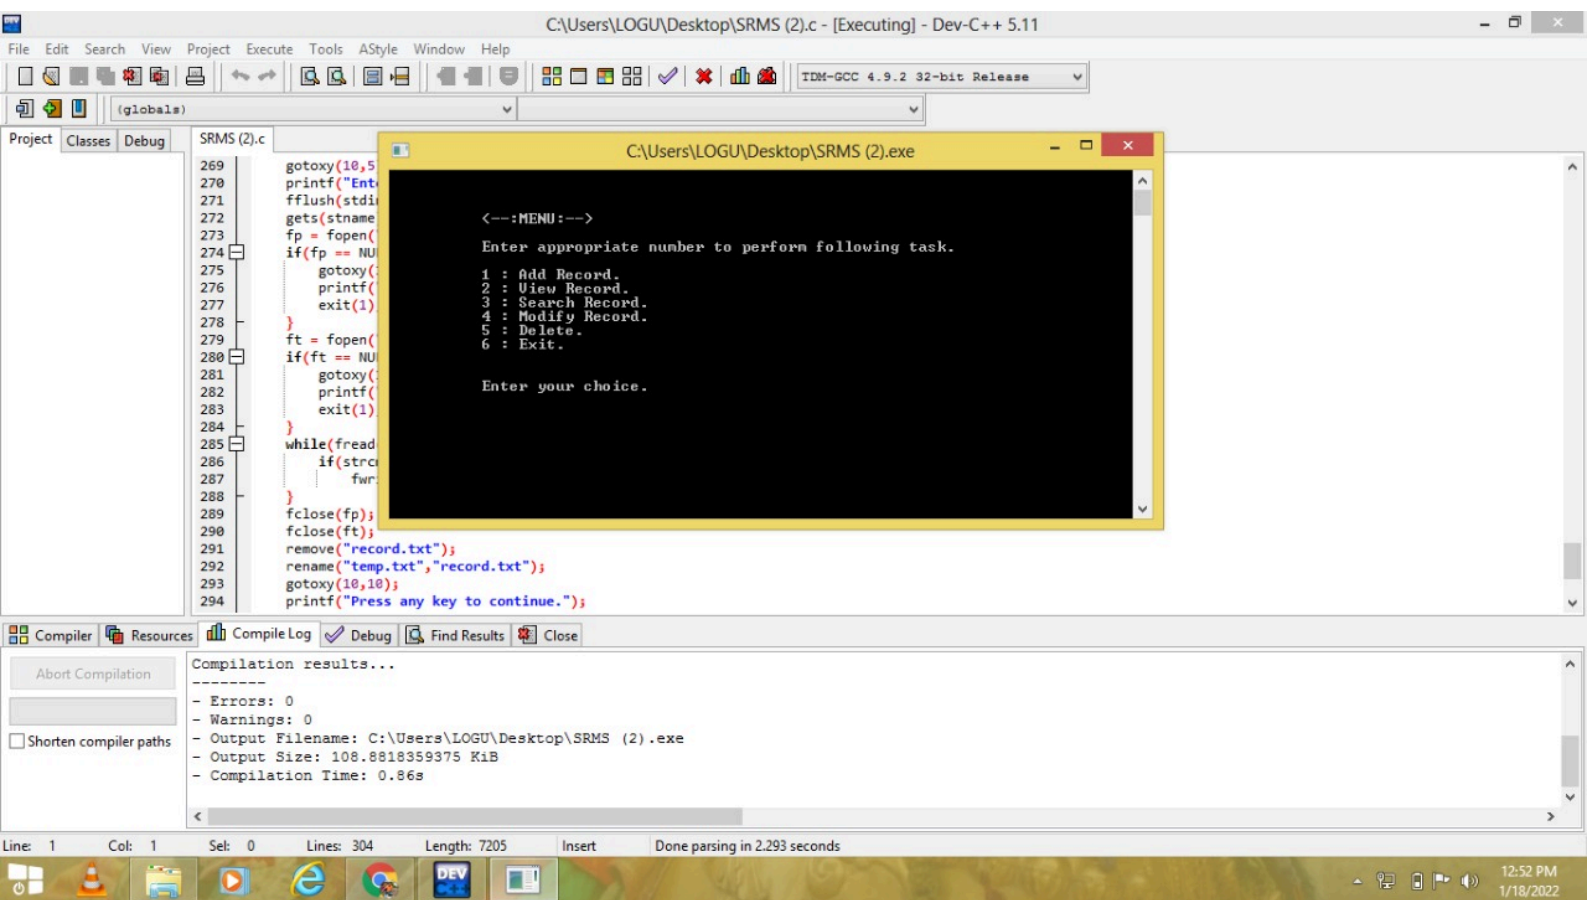 C:\Users\LOGU\Desktop\SRMS (2).c - [Executing] - Dev-C++ 5.11
File Edit Search View Project Execute Tools AStyle Window Help
TDM-GCC 4.9.2 32-bit Release
(globals)
Project Classes Debug
SRMS (2).c
C:\Users\LOGU\Desktop\SRMS (2).exe
269 gotoxy(10,5
270 printf("Ent
271 fflush(stdi
272 gets(stname
273 fp = fopen(
274 if(fp == NU
275 gotoxy(
276 printf(
277 exit(1)
278 }
279 ft = fopen(
280 if(ft == NU
281 gotoxy(
282 printf(
283 exit(1)
284 }
285 while(fread
286 if(strc
287 fwr
288 }
289 fclose(fp);
290 fclose(ft);
291 remove("record.txt");
292 rename("temp.txt","record.txt");
293 gotoxy(10,10);
294 printf("Press any key to continue.");
<--:MENU:-->
Enter appropriate number to perform following task.
1 : Add Record.
2 : View Record.
3 : Search Record.
4 : Modify Record.
5 : Delete.
6 : Exit.
Enter your choice.
Compiler Resources Compile Log Debug Find Results Close
Abort Compilation
Shorten compiler paths
Compilation results...
--------
- Errors: 0
- Warnings: 0
- Output Filename: C:\Users\LOGU\Desktop\SRMS (2).exe
- Output Size: 108.8818359375 KiB
- Compilation Time: 0.86s
Line: 1 Col: 1 Sel: 0 Lines: 304 Length: 7205 Insert Done parsing in 2.293 seconds
DEV
C++
12:52 PM
1/18/2022